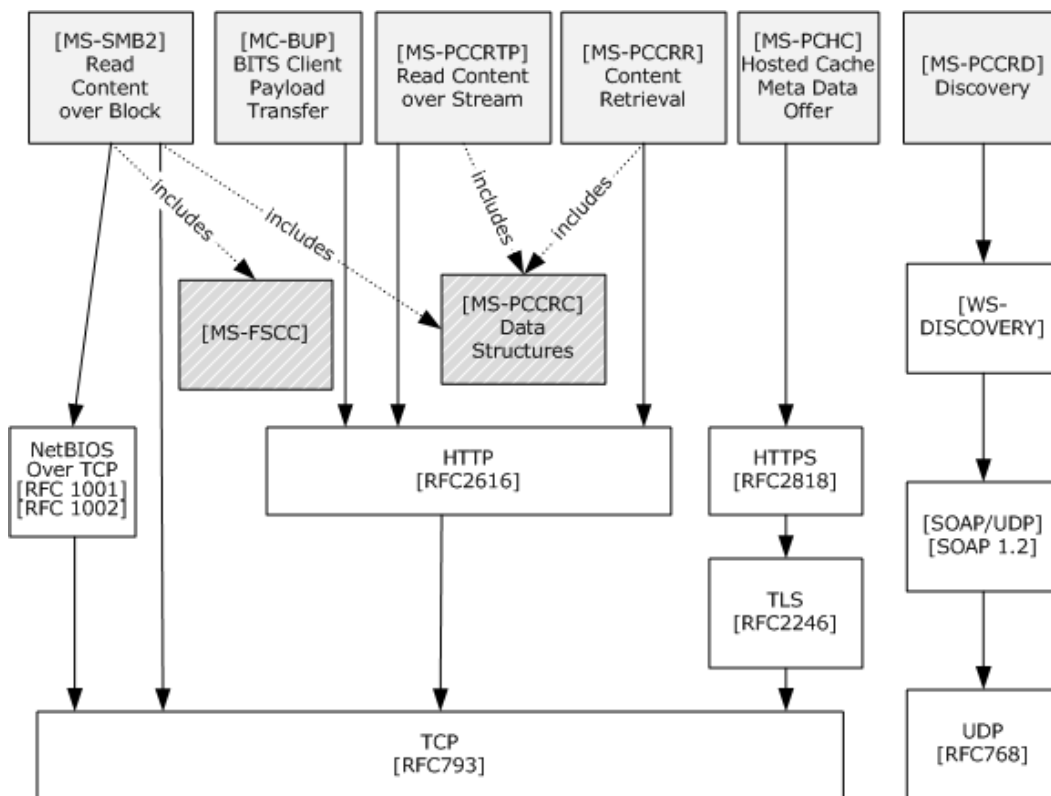 [MS-SMB2]
Read
Content
over Block
[MC-BUP]
BITS Client
Payload
Transfer
[MS-PCCRTP]
Read Content
over Stream
[MS-PCCRR]
Content
Retrieval
[MS-PCHC]
Hosted Cache
Meta Data
Offer
[MS-PCCRD]
Discovery
includes
includes
includes
includes
[MS-FSCC]
[MS-PCCRC]
Data
Structures
[WS-
DISCOVERY]
NetBIOS
Over TCP
[RFC 1001]
[RFC 1002]
HTTP
[RFC2616]
HTTPS
[RFC2818]
[SOAP/UDP]
[SOAP 1.2]
TLS
[RFC2246]
TCP
[RFC793]
UDP
[RFC768]